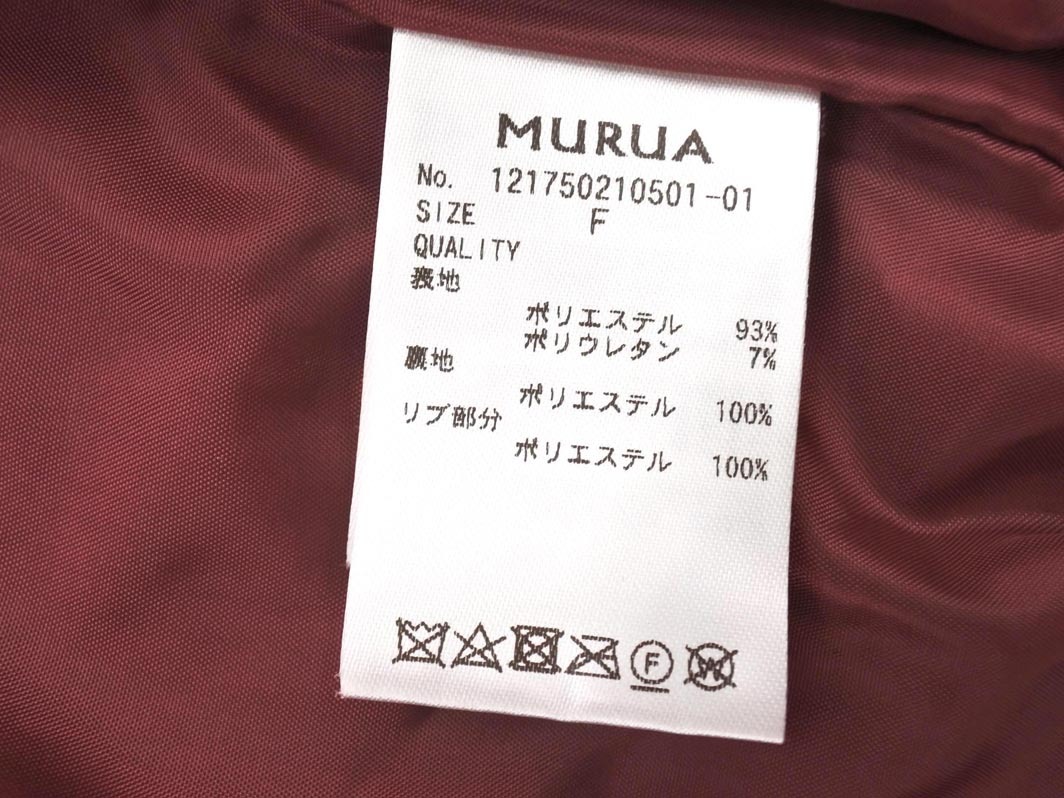 MURUA
No. 121750210501-01
SIZE F
QUALITY
表地
ポリエステル 93%
ポリウレタン 7%
裏地
ポリエステル 100%
リブ部分
ポリエステル 100%
F W